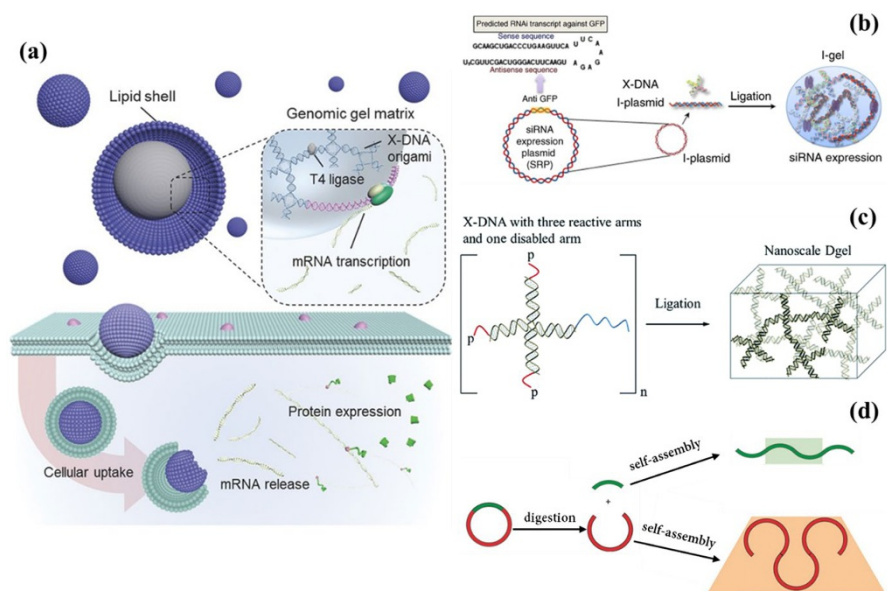 (a)
Lipid shell
Genomic gel matrix
X-DNA
origami
T4 ligase
mRNA transcription
Cellular uptake
mRNA release
Protein expression
(b)
Predicted RNAi transcript against GFP
Sense sequence
GCAAGCUGACCCUGAAGUUCA
U U C A A G A G A
U₂CGUUCGACUGGGACUUCAAGU
Antisense sequence
Anti GFP
siRNA
expression
plasmid
(SRP)
X-DNA
I-plasmid
I-plasmid
Ligation
I-gel
siRNA expression
(c)
X-DNA with three reactive arms
and one disabled arm
p
p
p
n
Ligation
Nanoscale Dgel
(d)
digestion
+
self-assembly
self-assembly